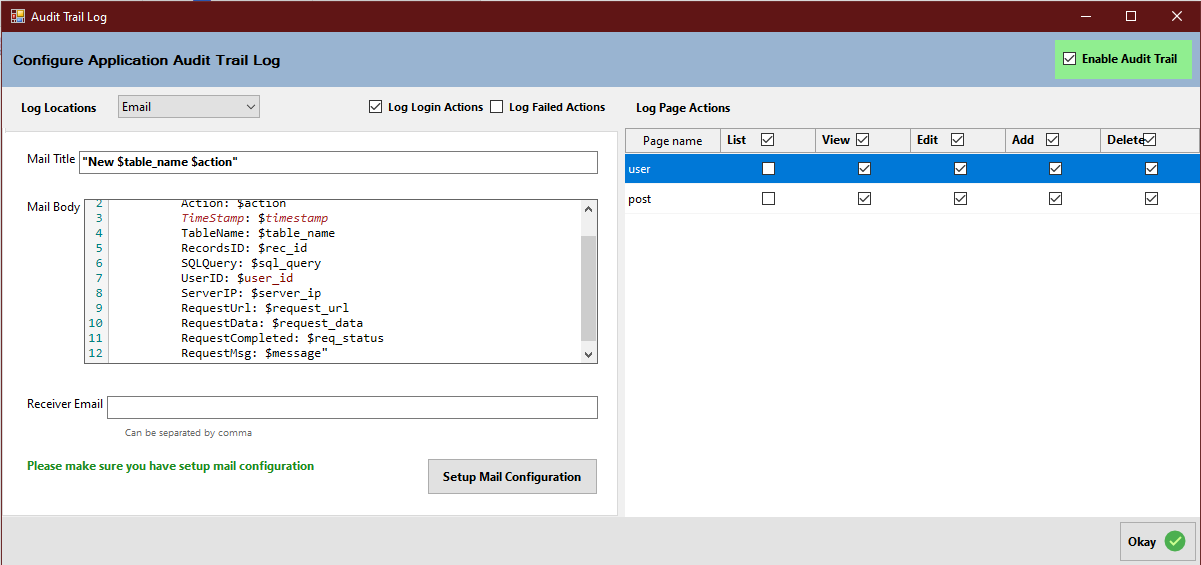 Audit Trail Log
Configure Application Audit Trail Log
Enable Audit Trail
Log Locations
Email
Log Login Actions
Log Failed Actions
Log Page Actions
Mail Title
"New $table_name $action"
Mail Body
2 Action: $action
3 TimeStamp: $timestamp
4 TableName: $table_name
5 RecordsID: $rec_id
6 SQLQuery: $sql_query
7 UserID: $user_id
8 ServerIP: $server_ip
9 RequestUrl: $request_url
10 RequestData: $request_data
11 RequestCompleted: $req_status
12 RequestMsg: $message"
Receiver Email
Can be separated by comma
Please make sure you have setup mail configuration
Setup Mail Configuration
Page name List View Edit Add Delete
user
post
Okay